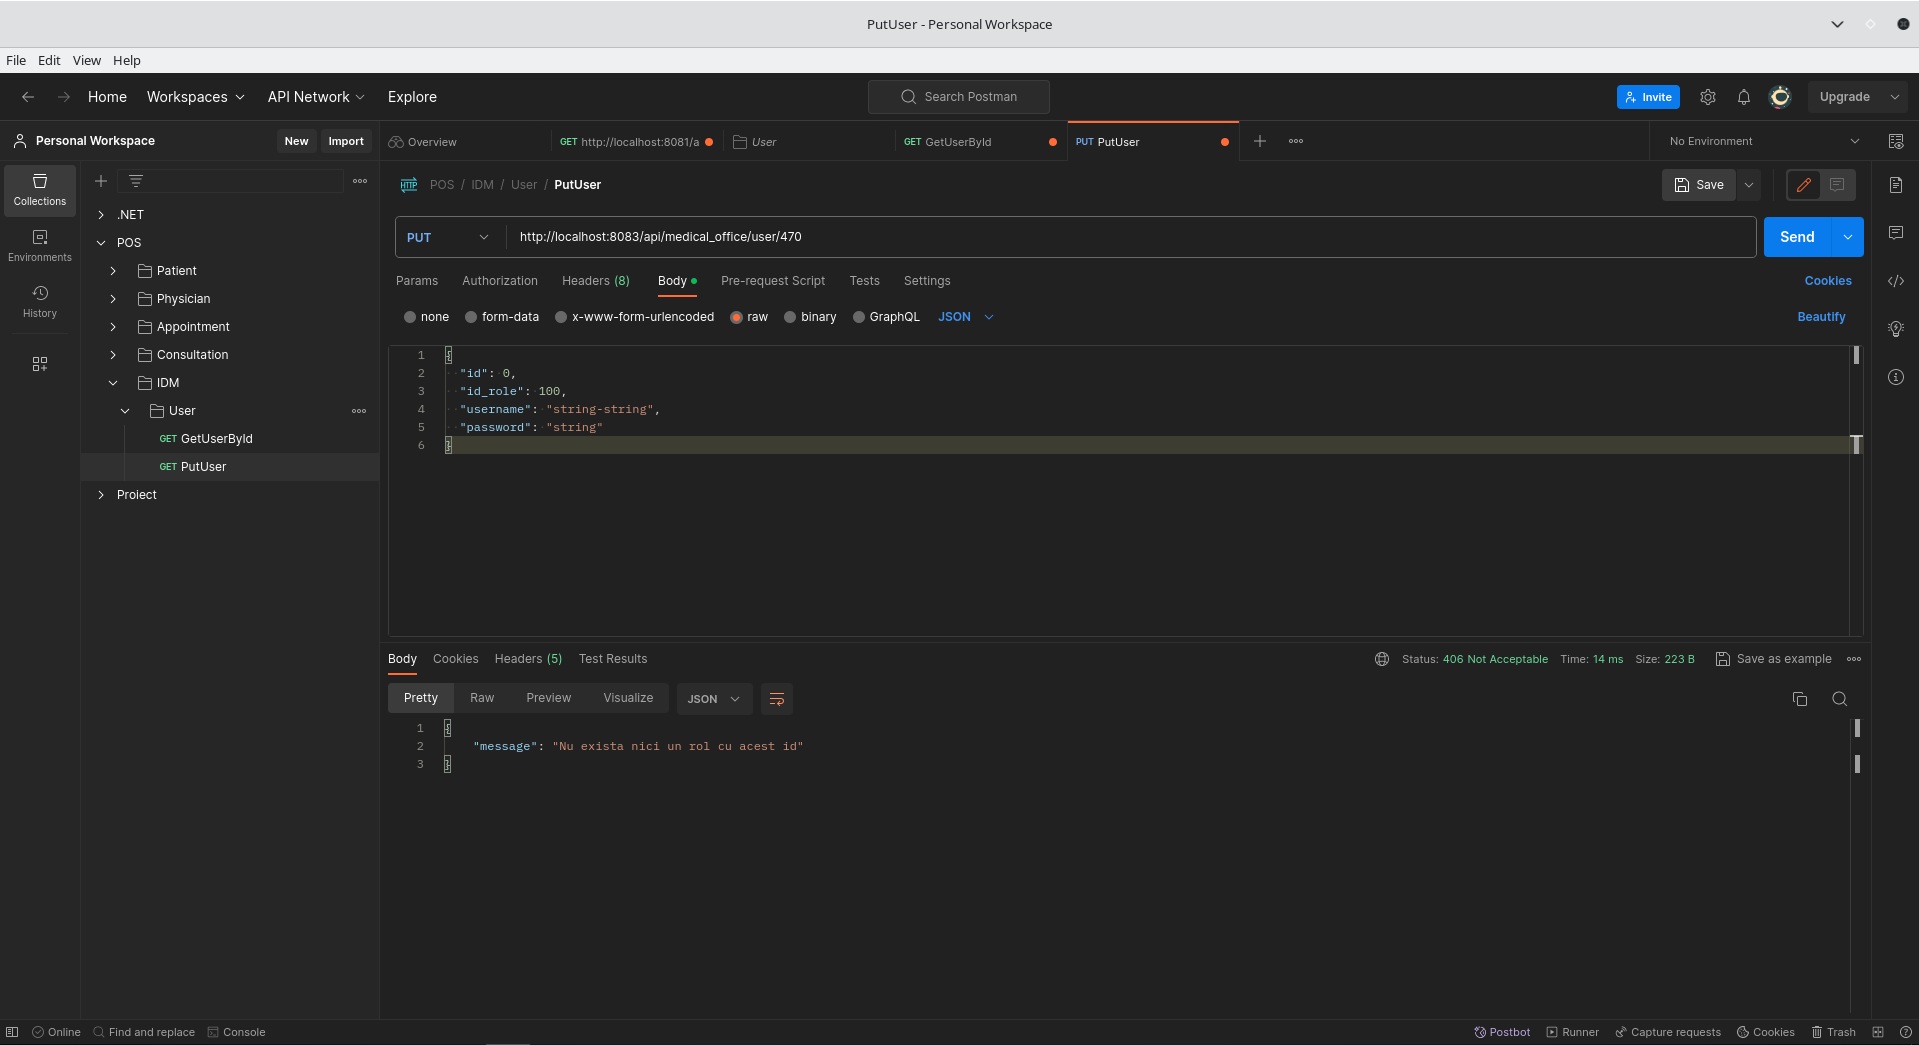 PutUser - Personal Workspace
File Edit View Help
Home Workspaces API Network Explore
Search Postman
Invite
Upgrade
Personal Workspace
New Import
Overview
GET http://localhost:8081/a
User
GET GetUserById
PUT PutUser
No Environment
Collections
Environments
History
.NET
POS
Patient
Physician
Appointment
Consultation
IDM
User
GET GetUserById
GET PutUser
Proiect
HTTP POS / IDM / User / PutUser
Save
PUT http://localhost:8083/api/medical_office/user/470
Send
Params Authorization Headers (8) Body Pre-request Script Tests Settings
Cookies
none form-data x-www-form-urlencoded raw binary GraphQL JSON
Beautify
1 {
2 "id": 0,
3 "id_role": 100,
4 "username": "string-string",
5 "password": "string"
6 }
Body Cookies Headers (5) Test Results
Status: 406 Not Acceptable Time: 14 ms Size: 223 B Save as example
Pretty Raw Preview Visualize JSON
1 {
2 "message": "Nu exista nici un rol cu acest id"
3 }
Online Find and replace Console
Postbot Runner Capture requests Cookies Trash